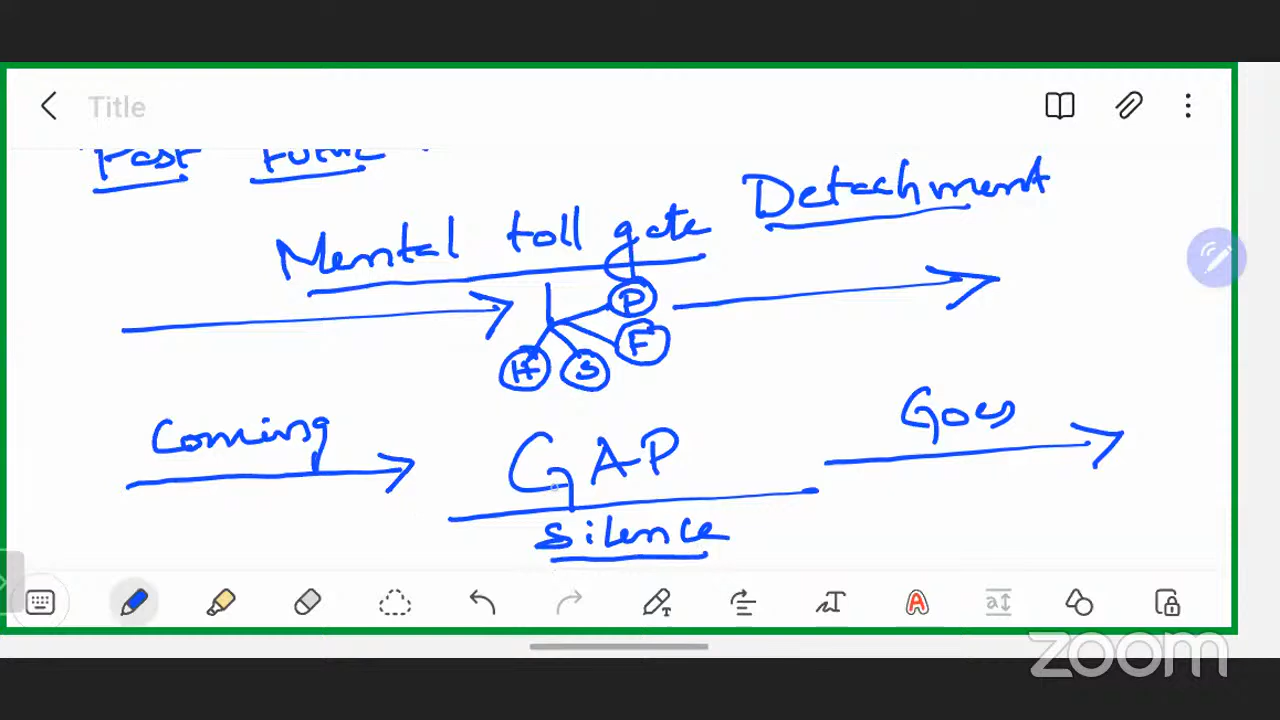 Title
Past Future
Detachment
Mental toll gate
P
F
H S
Coming GAP Goes
Silence
zoom